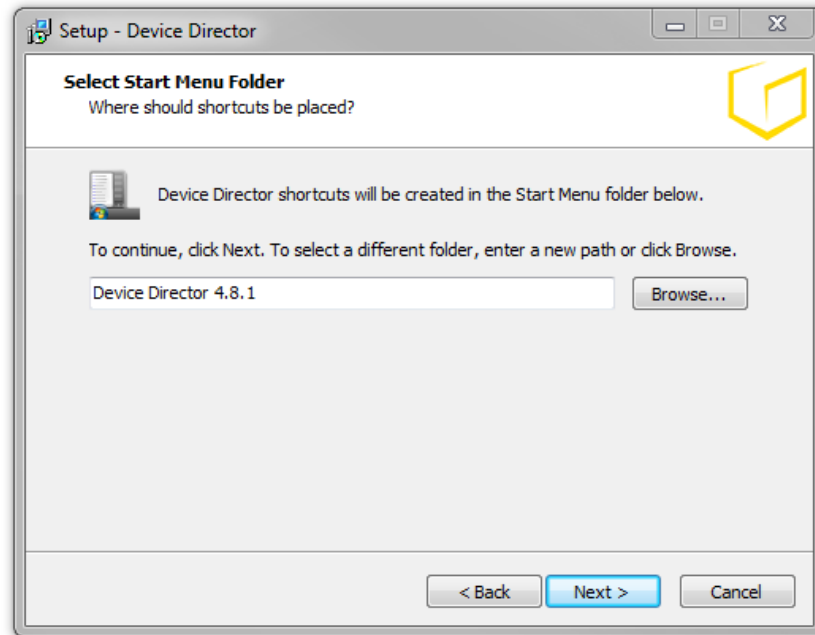 Setup - Device Director
Select Start Menu Folder
Where should shortcuts be placed?
Device Director shortcuts will be created in the Start Menu folder below.
To continue, click Next. To select a different folder, enter a new path or click Browse.
Device Director 4.8.1
Browse...
< Back
Next >
Cancel